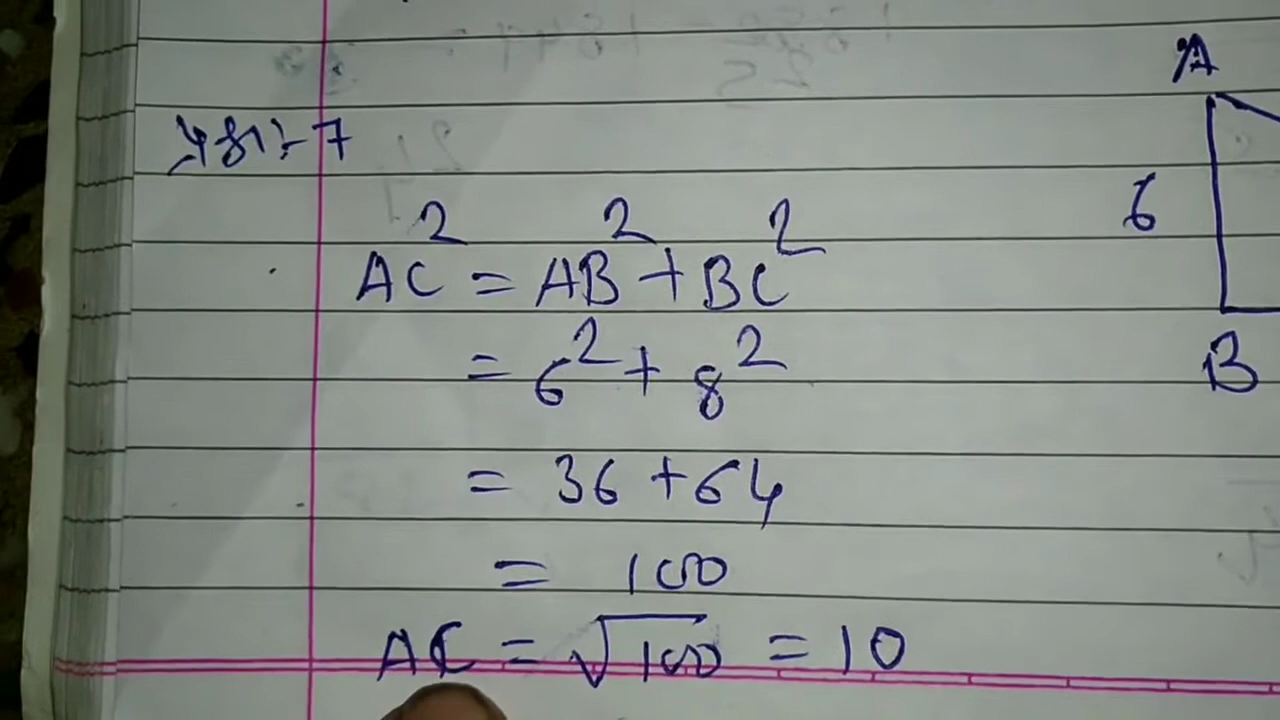 A
6
B
AC² = AB² + BC²
= 6² + 8²
= 36 + 64
= 100
AC = √100 = 10